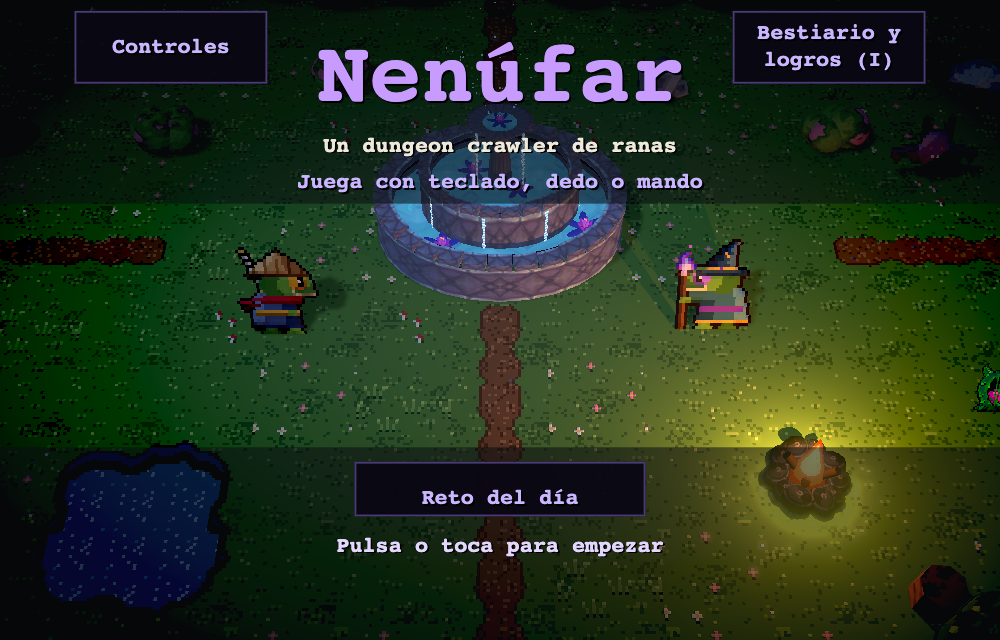 Controles
Nenúfar
Bestiario y
logros (I)
Un dungeon crawler de ranas
Juega con teclado, dedo o mando
Reto del día
Pulsa o toca para empezar